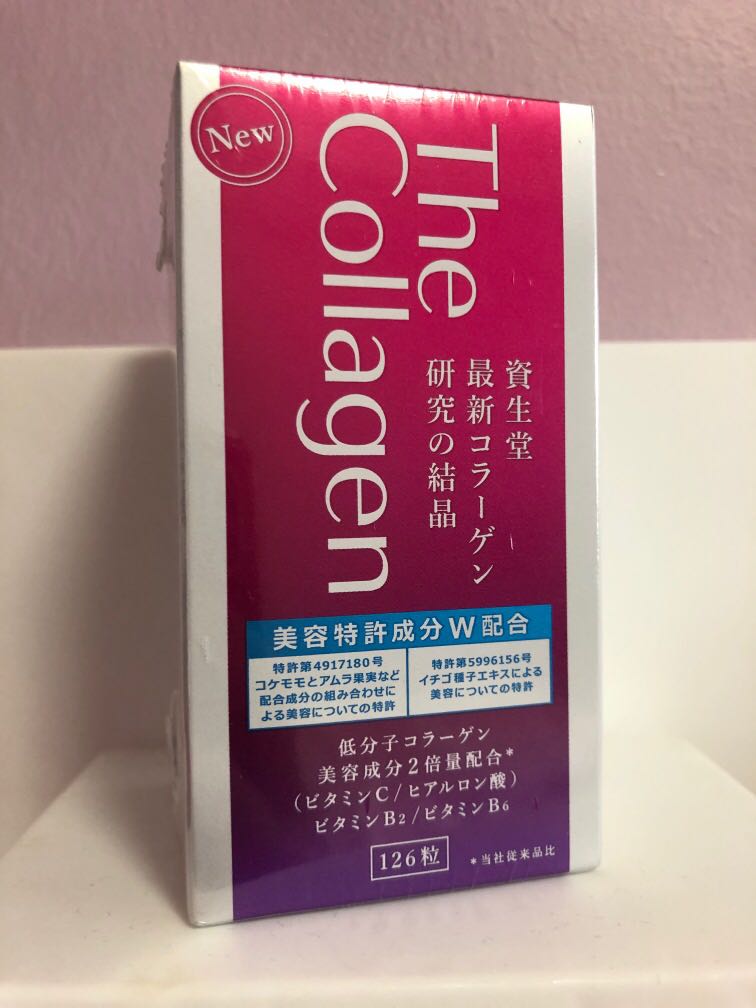 New
The
Collagen
資生堂
最新コラーゲン
研究の結晶
美容特許成分W配合
特許第4917180号
コケモモとアムラ果実など
配合成分の組み合わせに
よる美容についての特許
特許第5996156号
イチゴ種子エキスによる
美容についての特許
低分子コラーゲン
美容成分2倍量配合*
(ビタミンC/ヒアルロン酸)
ビタミンB2/ビタミンB6
126粒
*当社従来品比